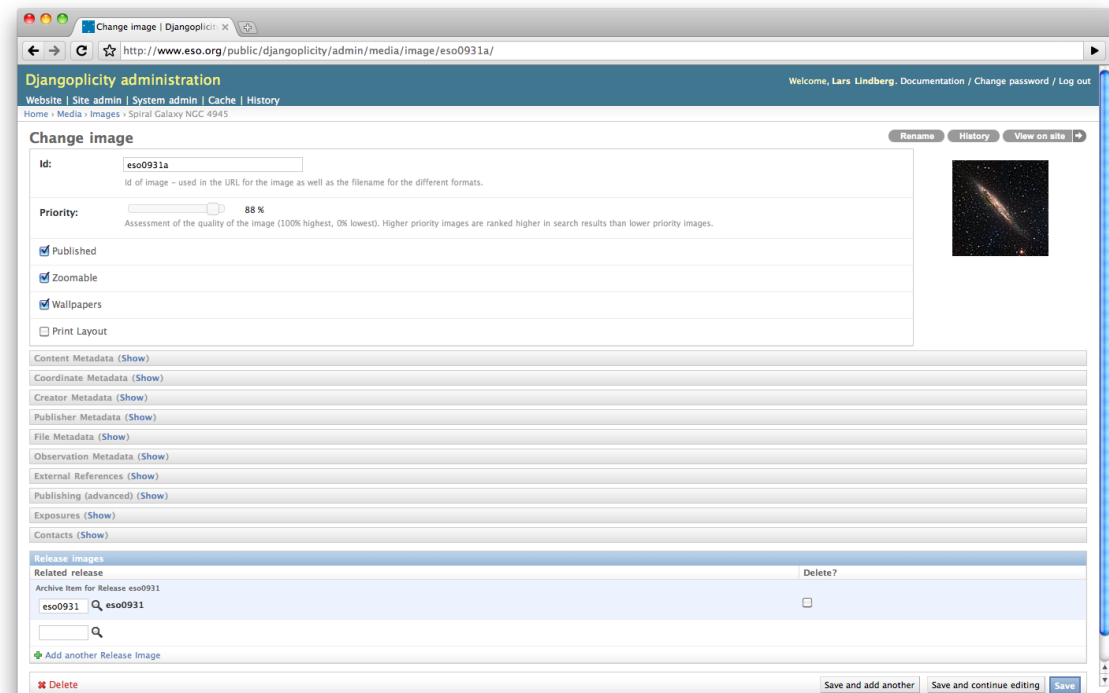 Change image | Djangoplicit
http://www.eso.org/public/djangoplicity/admin/media/image/eso0931a/
Djangoplicity administration
Welcome, Lars Lindberg. Documentation / Change password / Log out
Website | Site admin | System admin | Cache | History
Home › Media › Images › Spiral Galaxy NGC 4945
Change image
Rename History View on site
Id: eso0931a
Id of image – used in the URL for the image as well as the filename for the different formats.
Priority: 88 %
Assessment of the quality of the image (100% highest, 0% lowest). Higher priority images are ranked higher in search results than lower priority images.
Published
Zoomable
Wallpapers
Print Layout
Content Metadata (Show)
Coordinate Metadata (Show)
Creator Metadata (Show)
Publisher Metadata (Show)
File Metadata (Show)
Observation Metadata (Show)
External References (Show)
Publishing (advanced) (Show)
Exposures (Show)
Contacts (Show)
Release images
Related release Delete?
Archive Item for Release eso0931
eso0931 eso0931
Add another Release Image
Delete Save and add another Save and continue editing Save